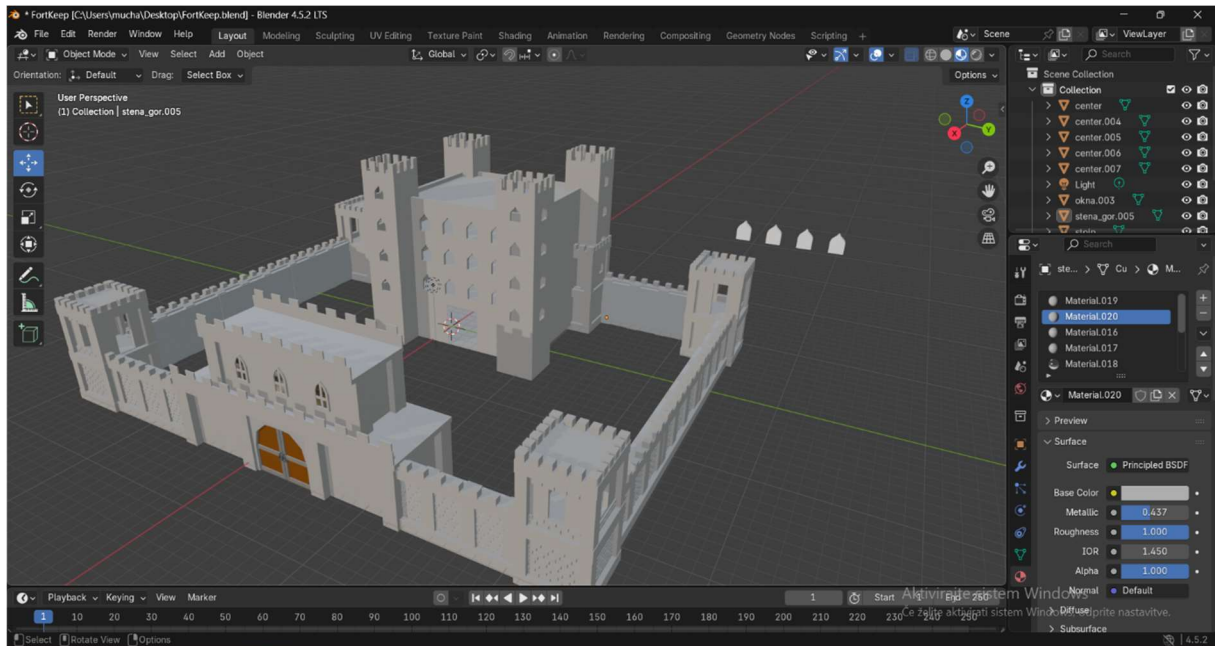 * FortKeep [C:\Users\mucha\Desktop\FortKeep.blend] - Blender 4.5.2 LTS
File Edit Render Window Help Layout Modeling Sculpting UV Editing Texture Paint Shading Animation Rendering Compositing Geometry Nodes Scripting + Scene ViewLayer
Object Mode View Select Add Object Global Search
Orientation: Default Drag: Select Box Options
User Perspective
(1) Collection | stena_gor.005
Z
Y
X
Scene Collection
Collection
center
center.004
center.005
center.006
center.007
Light
okna.003
stena_gor.005
Search
ste... > Cu > M...
Material.019
Material.020
Material.016
Material.017
Material.018
Material.020
Preview
Surface
Surface Principled BSDF
Base Color
Metallic 0.437
Roughness 1.000
IOR 1.450
Alpha 1.000
Normal Default
Diffuse
Subsurface
Aktivirajte sistem Windows
Če želite aktivirati sistem Windows, odprite nastavitve.
Playback Keying View Marker 1 Start 1 End 250
1 10 20 30 40 50 60 70 80 90 100 110 120 130 140 150 160 170 180 190 200 210 220 230 240 250
Select Rotate View Options 4.5.2